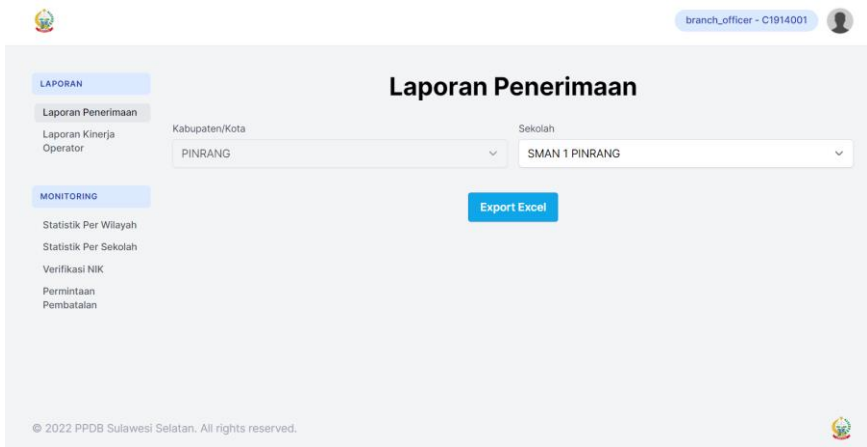 branch_officer - C1914001
LAPORAN
Laporan Penerimaan
Laporan Kinerja
Operator
MONITORING
Statistik Per Wilayah
Statistik Per Sekolah
Verifikasi NIK
Permintaan
Pembatalan
Laporan Penerimaan
Kabupaten/Kota
PINRANG
Sekolah
SMAN 1 PINRANG
Export Excel
© 2022 PPDB Sulawesi Selatan. All rights reserved.